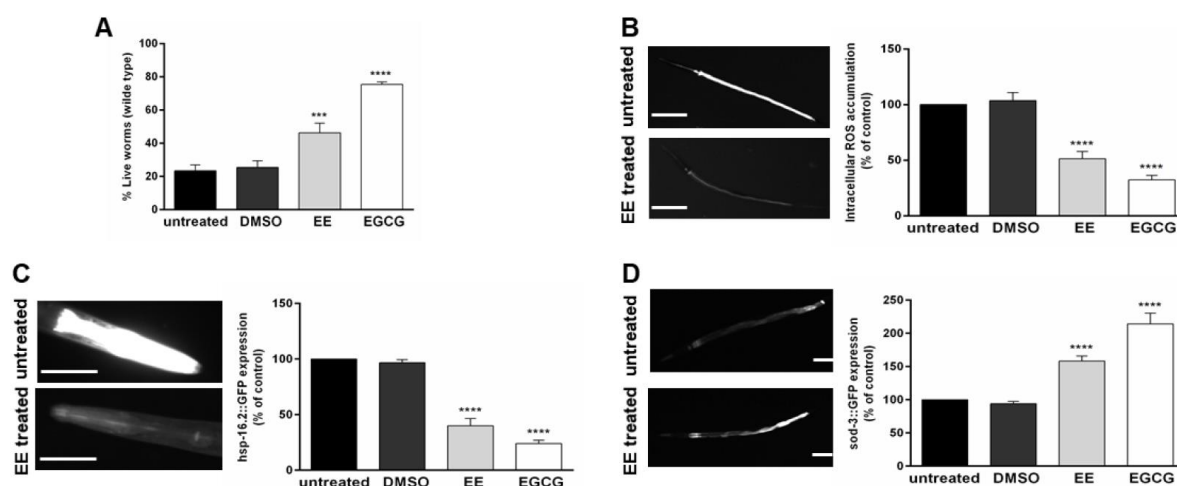 A
% Live worms (wilde type)
100
80
60
40
20
0
***
****
untreated DMSO EE EGCG
B
untreated
EE treated
Intracellular ROS accumulation
(% of control)
150
100
50
0
****
****
untreated DMSO EE EGCG
C
untreated
EE treated
hsp-16.2::GFP expression
(% of control)
150
100
50
0
****
****
untreated DMSO EE EGCG
D
untreated
EE treated
sod-3::GFP expression
(% of control)
250
200
150
100
50
0
****
****
untreated DMSO EE EGCG